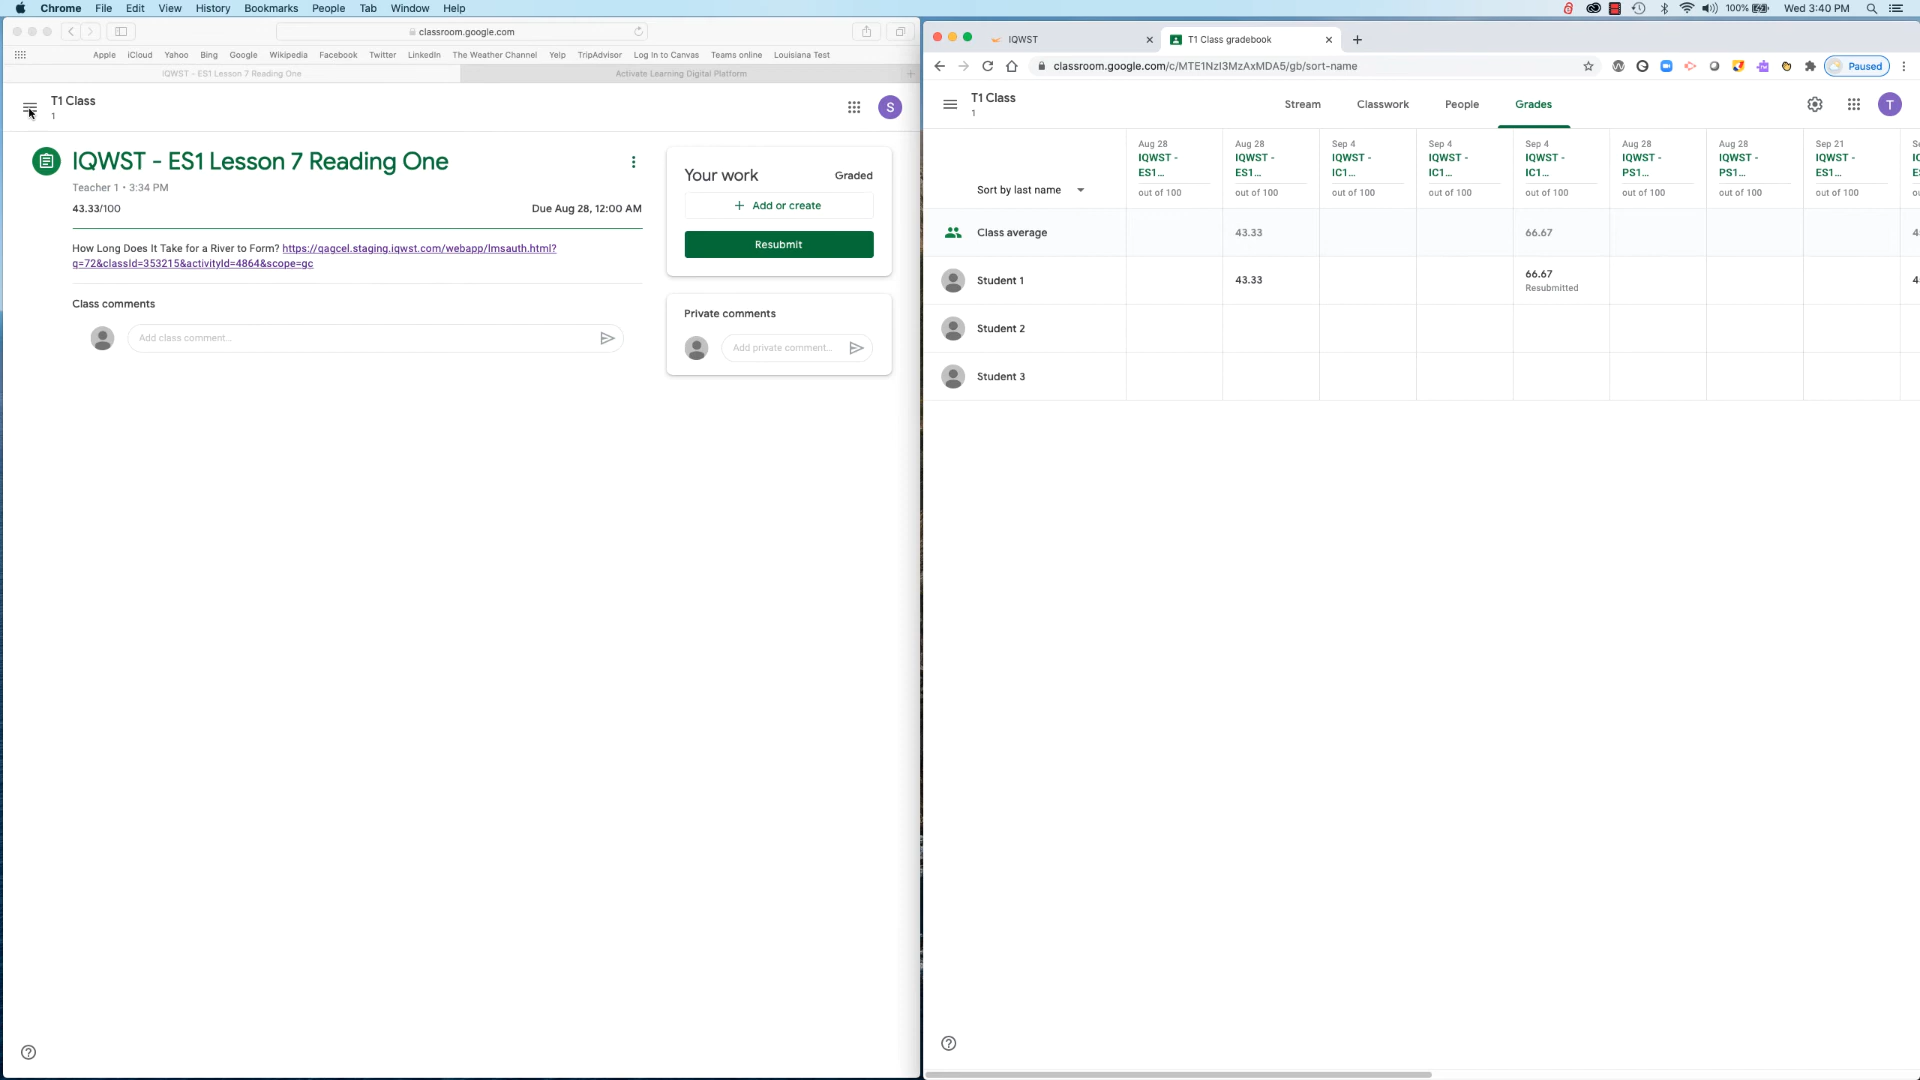 Chrome File Edit View History Bookmarks People Tab Window Help
100% Wed 3:40 PM
classroom.google.com
Apple iCloud Yahoo Bing Google Wikipedia Facebook Twitter LinkedIn The Weather Channel Yelp TripAdvisor Log In to Canvas Teams online Louisiana Test
IQWST - ES1 Lesson 7 Reading One Activate Learning Digital Platform
T1 Class
1
S
IQWST - ES1 Lesson 7 Reading One
Teacher 1 • 3:34 PM
43.33/100 Due Aug 28, 12:00 AM
How Long Does It Take for a River to Form? https://qagcel.staging.iqwst.com/webapp/lmsauth.html?
q=72&classId=353215&activityId=4864&scope=gc
Class comments
Add class comment...
Your work Graded
+ Add or create
Resubmit
Private comments
Add private comment...
IQWST T1 Class gradebook
classroom.google.com/c/MTE1NzI3MzAxMDA5/gb/sort-name
Paused
T1 Class
1
Stream Classwork People Grades
T
Sort by last name
Aug 28 Aug 28 Sep 4 Sep 4 Sep 4 Aug 28 Aug 28 Sep 21
IQWST - IQWST - IQWST - IQWST - IQWST - IQWST - IQWST - IQWST -
ES1... ES1... IC1... IC1... IC1... PS1... PS1... ES1...
out of 100 out of 100 out of 100 out of 100 out of 100 out of 100 out of 100 out of 100
Class average 43.33 66.67
Student 1 43.33 66.67
Resubmitted
Student 2
Student 3